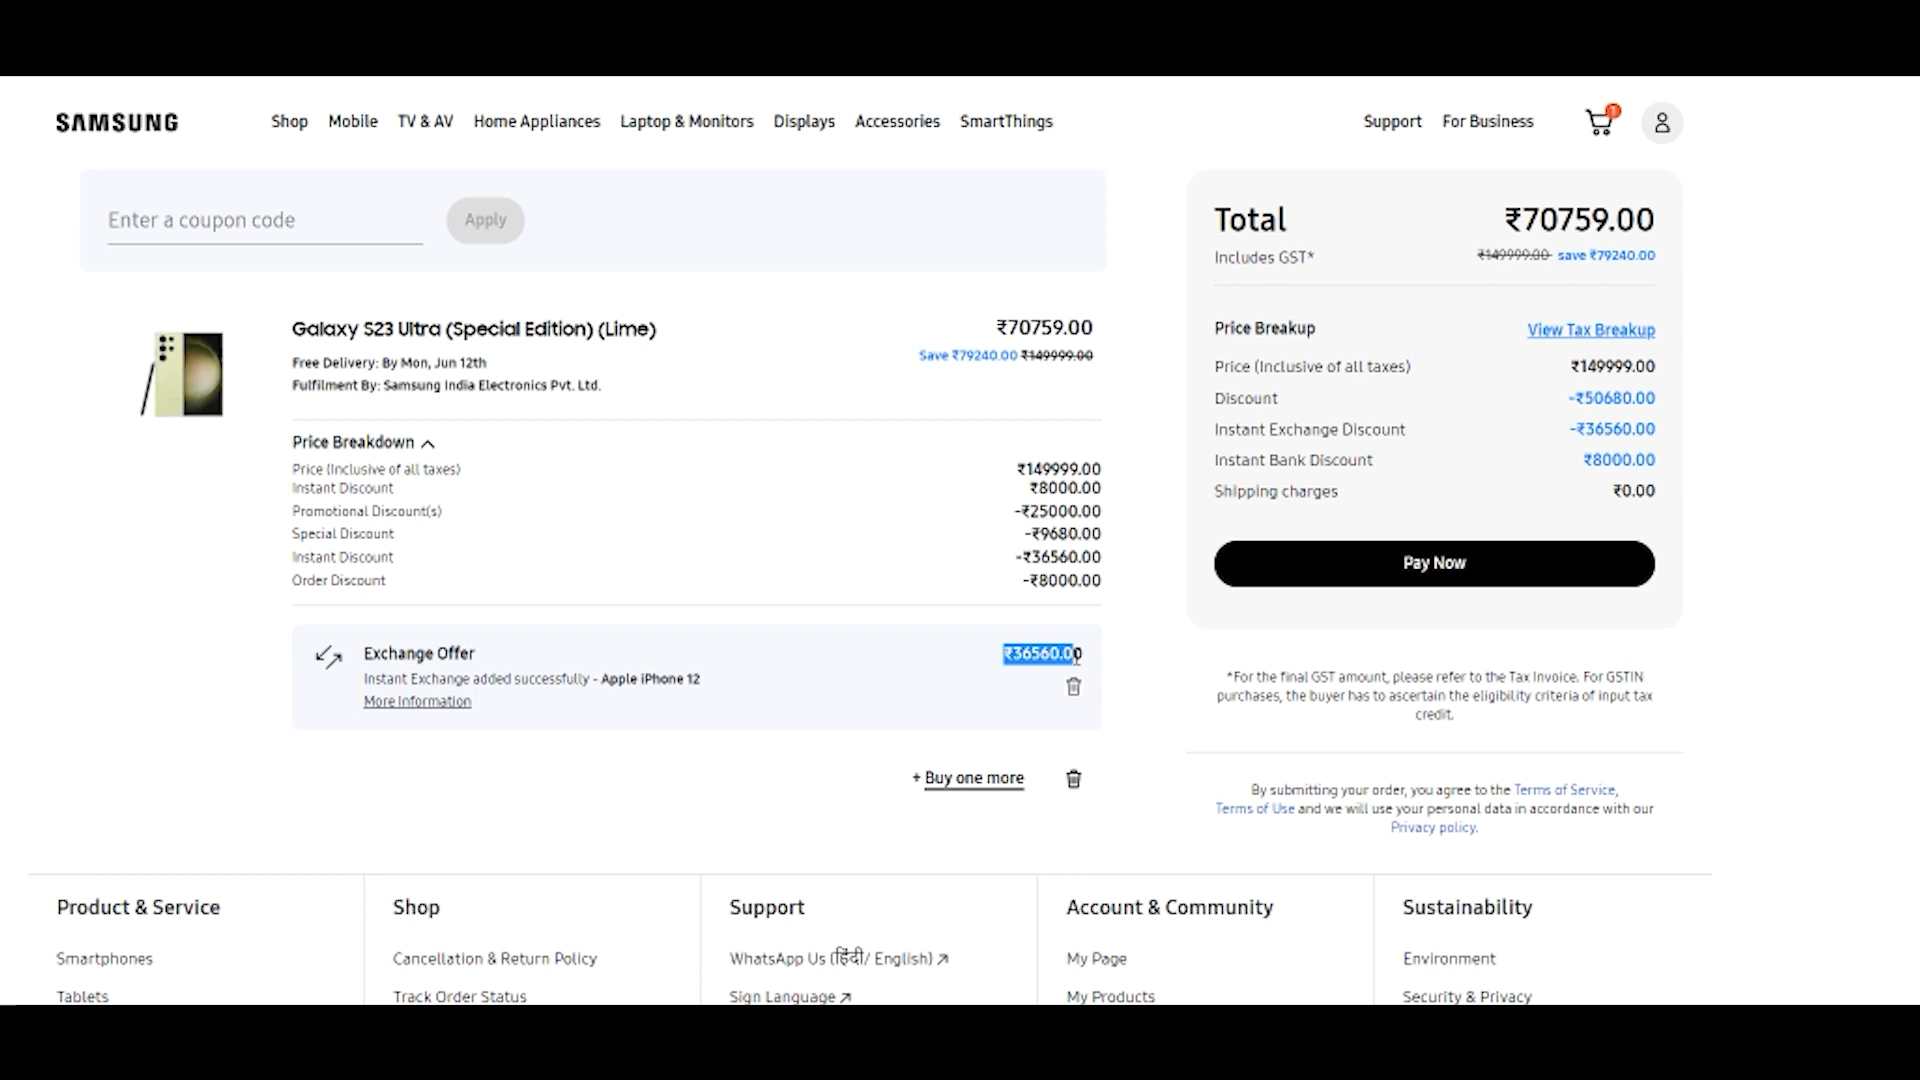 SAMSUNG
Shop Mobile TV & AV Home Appliances Laptop & Monitors Displays Accessories SmartThings
Support For Business
1
Enter a coupon code
Apply
Galaxy S23 Ultra (Special Edition) (Lime)
₹70759.00
Free Delivery: By Mon, Jun 12th
Save ₹79240.00 ₹149999.00
Fulfilment By: Samsung India Electronics Pvt. Ltd.
Price Breakdown
Price (Inclusive of all taxes) ₹149999.00
Instant Discount ₹8000.00
Promotional Discount(s) -₹25000.00
Special Discount -₹9680.00
Instant Discount -₹36560.00
Order Discount -₹8000.00
Exchange Offer ₹36560.00
Instant Exchange added successfully - Apple iPhone 12
More Information
+ Buy one more
Total ₹70759.00
Includes GST* ₹149999.00 save ₹79240.00
Price Breakup View Tax Breakup
Price (Inclusive of all taxes) ₹149999.00
Discount -₹50680.00
Instant Exchange Discount -₹36560.00
Instant Bank Discount ₹8000.00
Shipping charges ₹0.00
Pay Now
*For the final GST amount, please refer to the Tax Invoice. For GSTIN
purchases, the buyer has to ascertain the eligibility criteria of input tax
credit.
By submitting your order, you agree to the Terms of Service,
Terms of Use and we will use your personal data in accordance with our
Privacy policy.
Product & Service
Smartphones
Tablets
Shop
Cancellation & Return Policy
Track Order Status
Support
WhatsApp Us (हिंदी/ English)
Sign Language
Account & Community
My Page
My Products
Sustainability
Environment
Security & Privacy